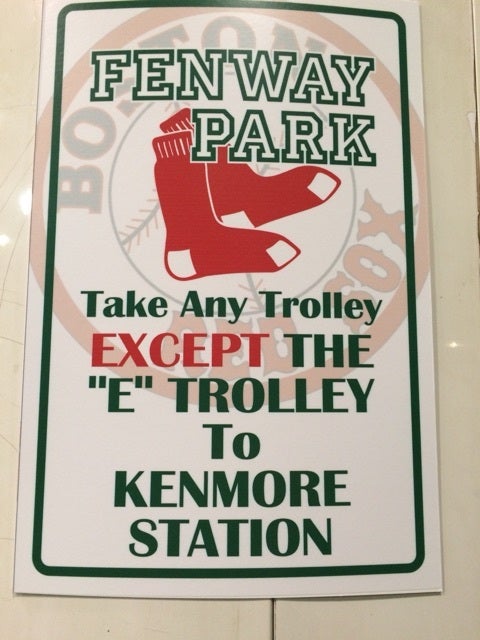 FENWAY
PARK
BOSTON
RED SOX
Take Any Trolley
EXCEPT THE
"E" TROLLEY
To
KENMORE
STATION